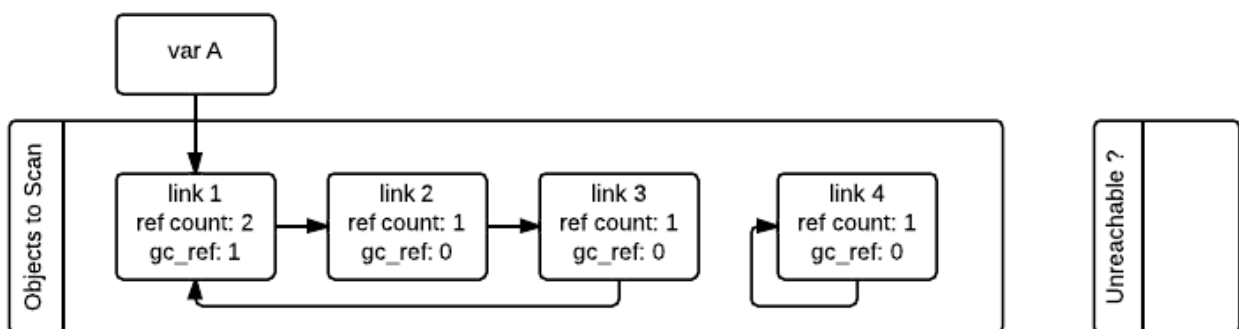 var A
Objects to Scan
link 1
ref count: 2
gc_ref: 1
link 2
ref count: 1
gc_ref: 0
link 3
ref count: 1
gc_ref: 0
link 4
ref count: 1
gc_ref: 0
Unreachable ?